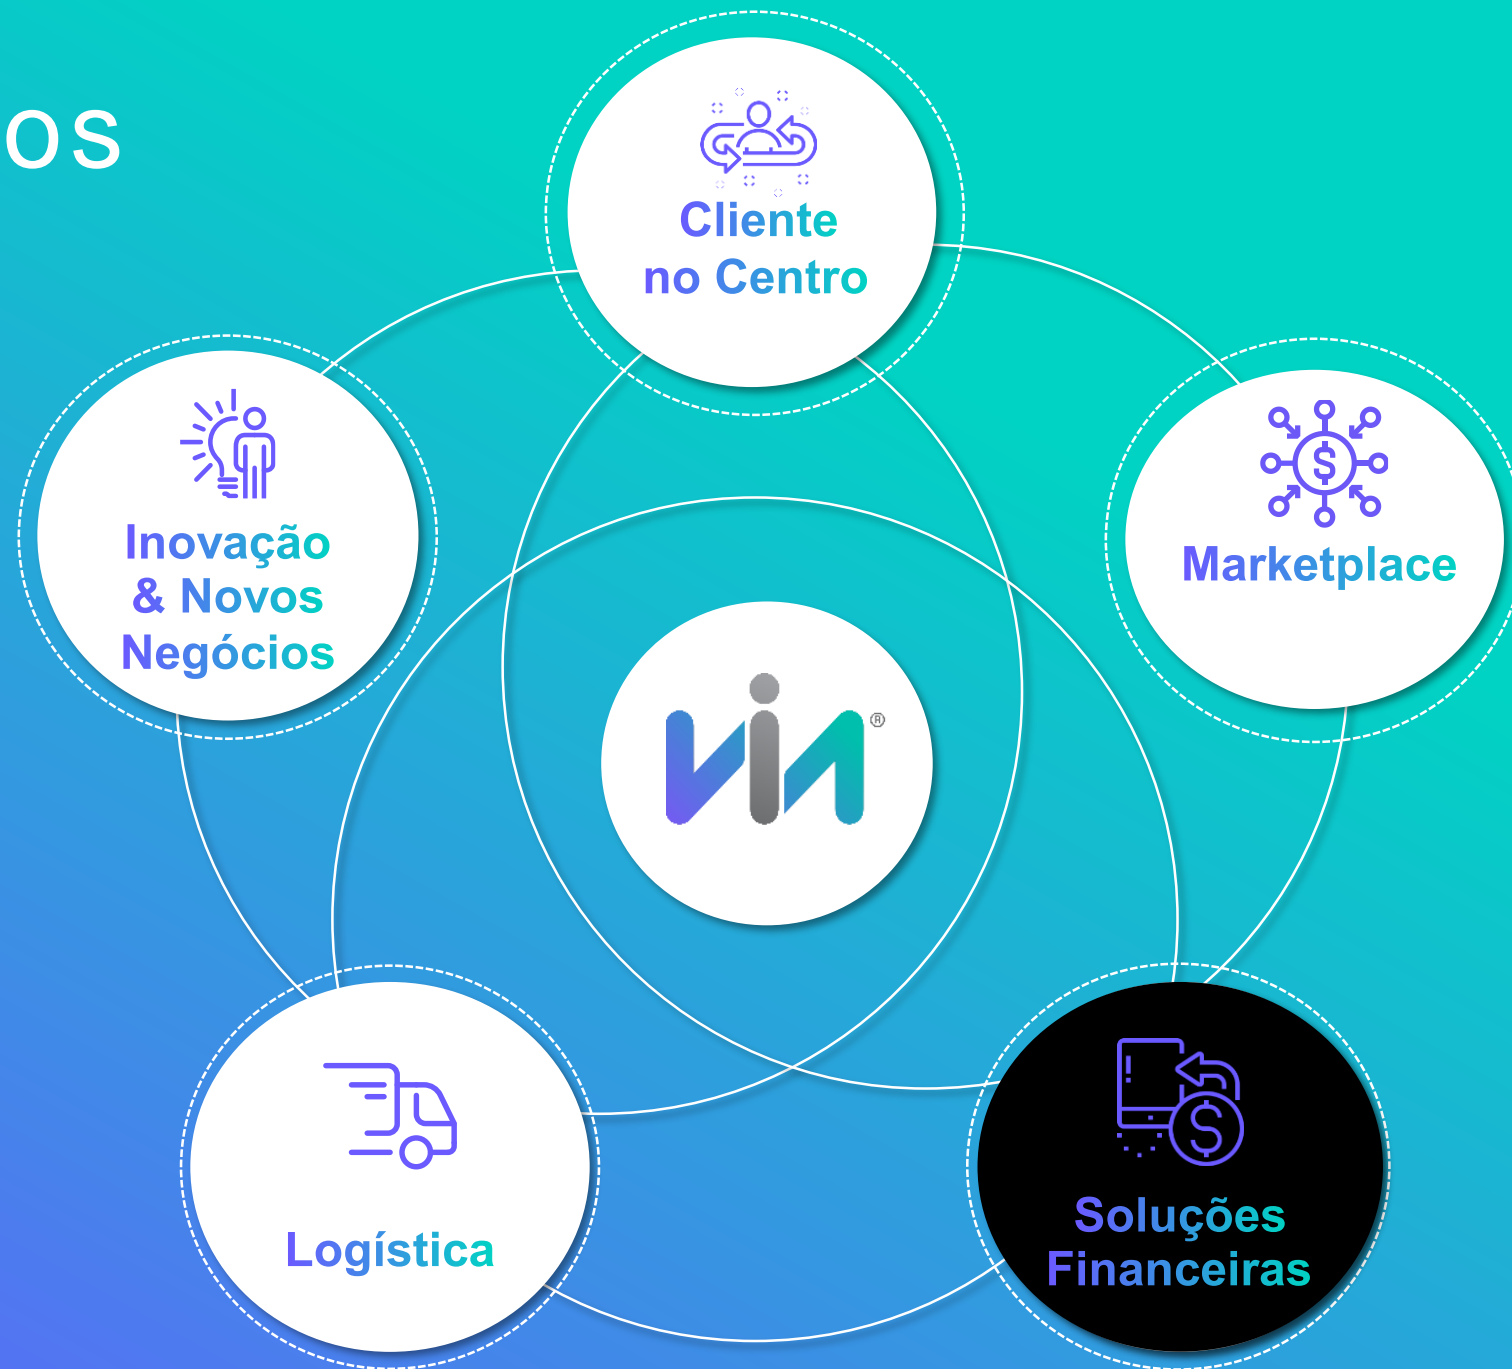 os
Cliente
no Centro
Inovação
& Novos
Negócios
Marketplace
via®
Logística
Soluções
Financeiras